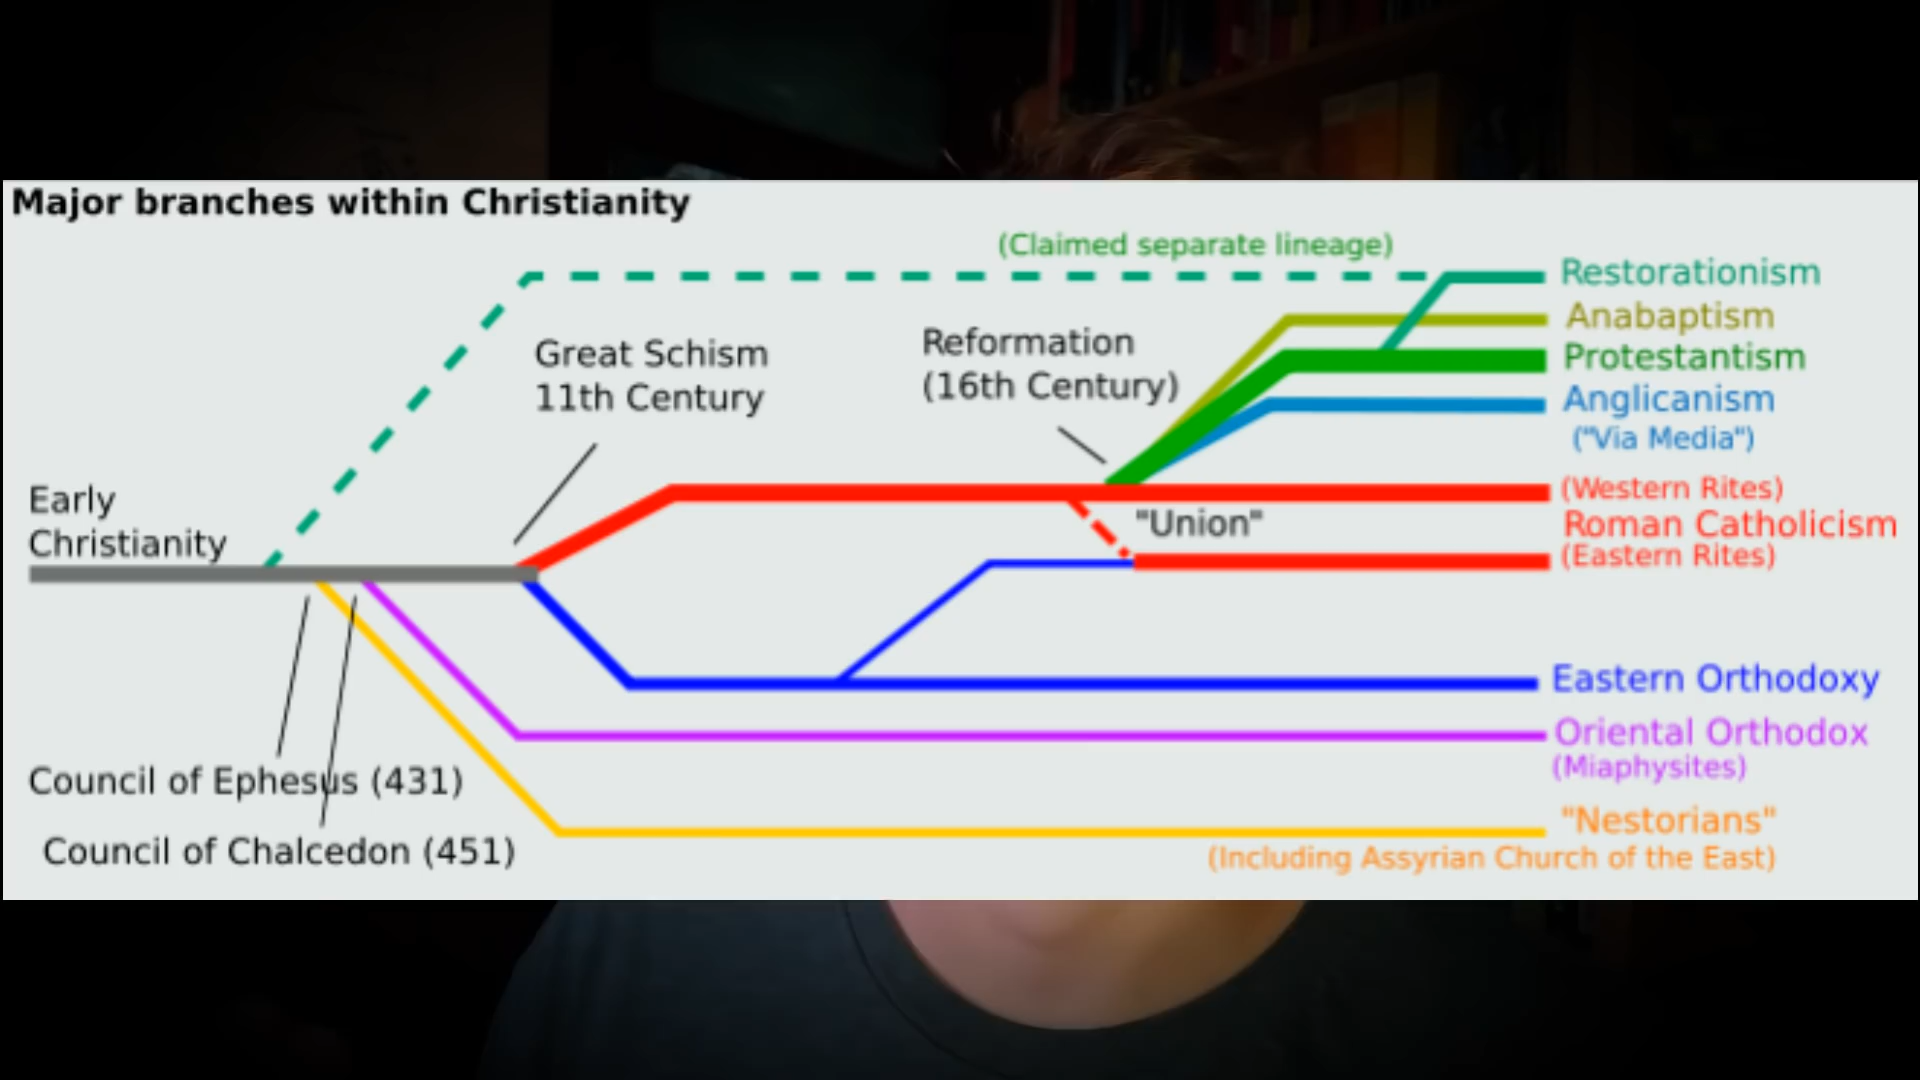 Major branches within Christianity
(Claimed separate lineage)
Restorationism
Anabaptism
Great Schism
11th Century
Reformation
(16th Century)
Protestantism
Anglicanism
("Via Media")
Early
Christianity
(Western Rites)
"Union"
Roman Catholicism
(Eastern Rites)
Eastern Orthodoxy
Oriental Orthodox
(Miaphysites)
Council of Ephesus (431)
Council of Chalcedon (451)
"Nestorians"
(Including Assyrian Church of the East)